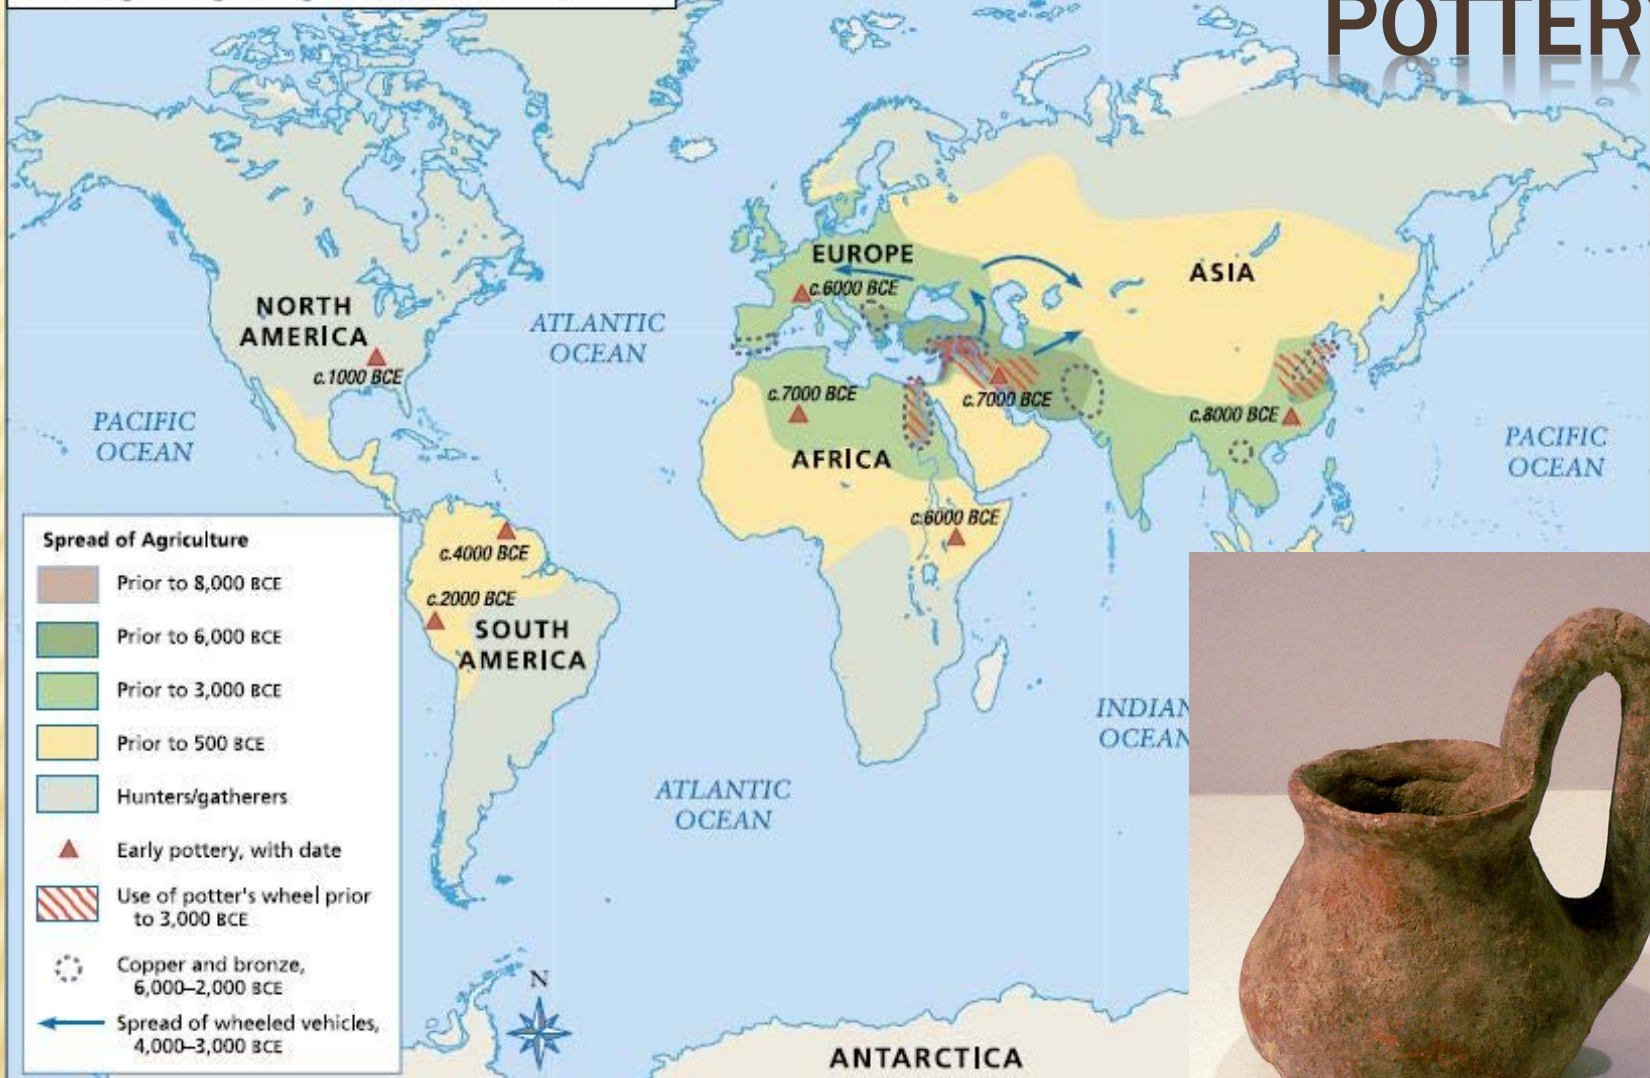 POTTERY
NORTH
AMERICA
c.1000 BCE
ATLANTIC
OCEAN
PACIFIC
OCEAN
EUROPE
c.6000 BCE
ASIA
c.7000 BCE
c.7000 BCE
c.8000 BCE
AFRICA
c.6000 BCE
PACIFIC
OCEAN
c.4000 BCE
c.2000 BCE
SOUTH
AMERICA
INDIAN
OCEAN
ATLANTIC
OCEAN
Spread of Agriculture
Prior to 8,000 BCE
Prior to 6,000 BCE
Prior to 3,000 BCE
Prior to 500 BCE
Hunters/gatherers
Early pottery, with date
Use of potter's wheel prior
to 3,000 BCE
Copper and bronze,
6,000–2,000 BCE
Spread of wheeled vehicles,
4,000–3,000 BCE
N
ANTARCTICA